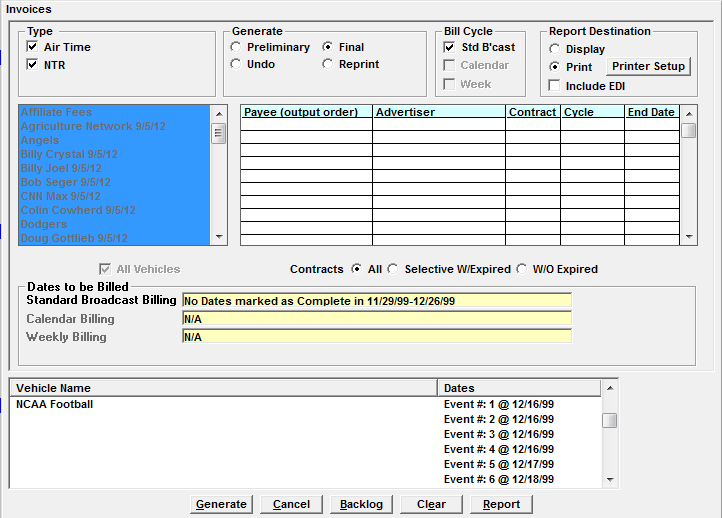 Invoices
Type
Air Time
NTR
Generate
Preliminary Final
Undo Reprint
Bill Cycle
Std B'cast
Calendar
Week
Report Destination
Display
Print Printer Setup
Include EDI
Affiliate Fees
Agriculture Network 9/5/12
Angels
Billy Crystal 9/5/12
Billy Joel 9/5/12
Bob Seger 9/5/12
CNN Max 9/5/12
Colin Cowherd 9/5/12
Dodgers
Doug Gottlieb 9/5/12
Payee (output order) Advertiser Contract Cycle End Date
All Vehicles
Contracts All Selective W/Expired W/O Expired
Dates to be Billed
Standard Broadcast Billing No Dates marked as Complete in 11/29/99-12/26/99
Calendar Billing N/A
Weekly Billing N/A
Vehicle Name Dates
NCAA Football Event #: 1 @ 12/16/99
Event #: 2 @ 12/16/99
Event #: 3 @ 12/16/99
Event #: 4 @ 12/16/99
Event #: 5 @ 12/17/99
Event #: 6 @ 12/18/99
Generate Cancel Backlog Clear Report